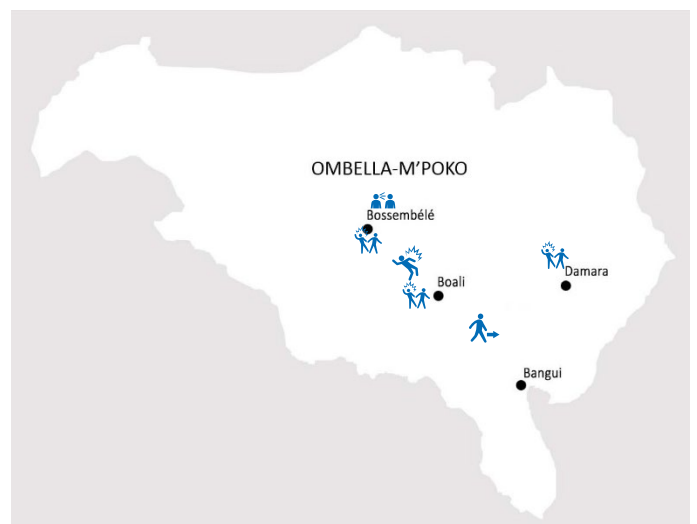 OMBELLA-M'POKO
Bossembélé
Damara
Boali
Bangui